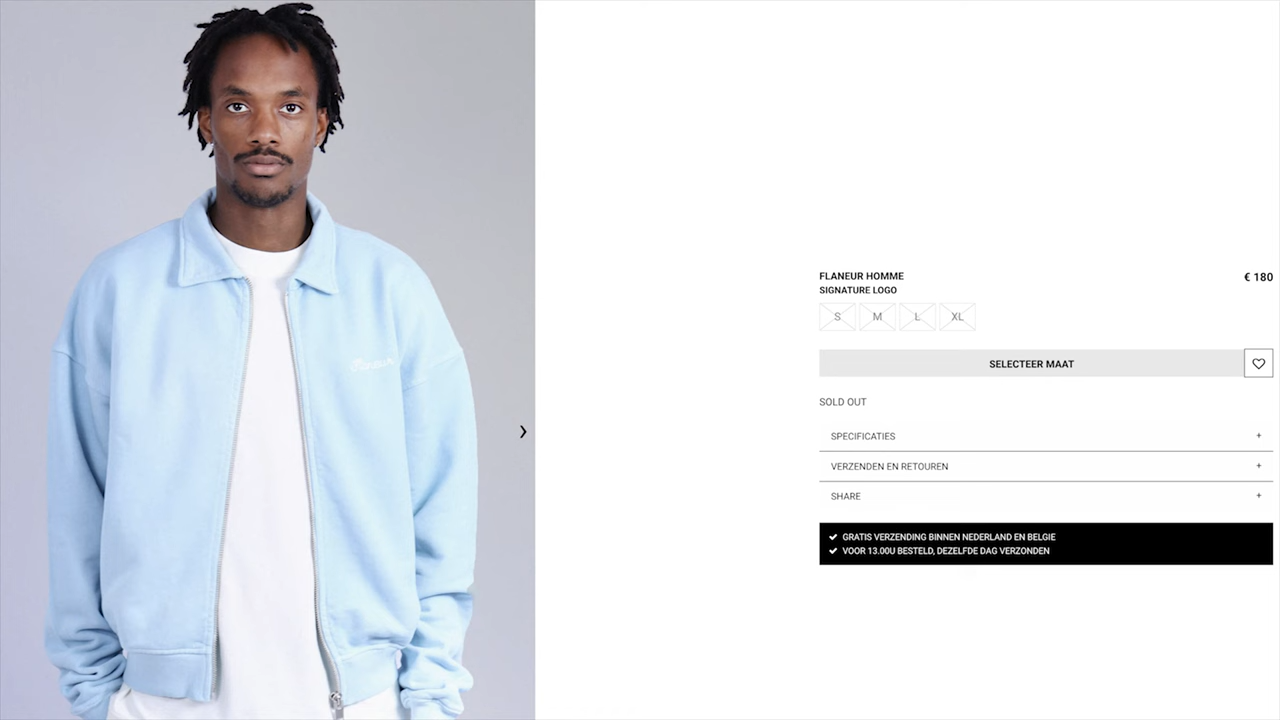 Flaneur
FLANEUR HOMME
€ 180
SIGNATURE LOGO
S M L XL
SELECTEER MAAT
SOLD OUT
SPECIFICATIES +
VERZENDEN EN RETOUREN +
SHARE +
GRATIS VERZENDING BINNEN NEDERLAND EN BELGIE
VOOR 13.00U BESTELD, DEZELFDE DAG VERZONDEN